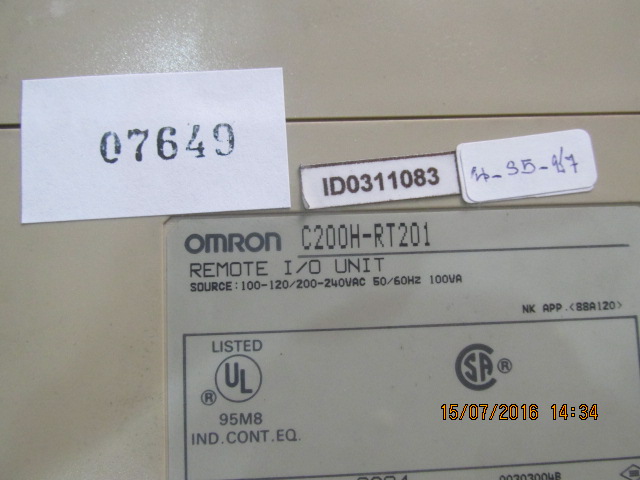 07649
ID0311083
OMRON C200H-RT201
REMOTE I/O UNIT
SOURCE: 100-120/200-240VAC 50/60HZ 100VA
NK APP.<88A120>
LISTED
UL ®
95M8
IND.CONT.EQ.
SA ®
15/07/2016 14:34